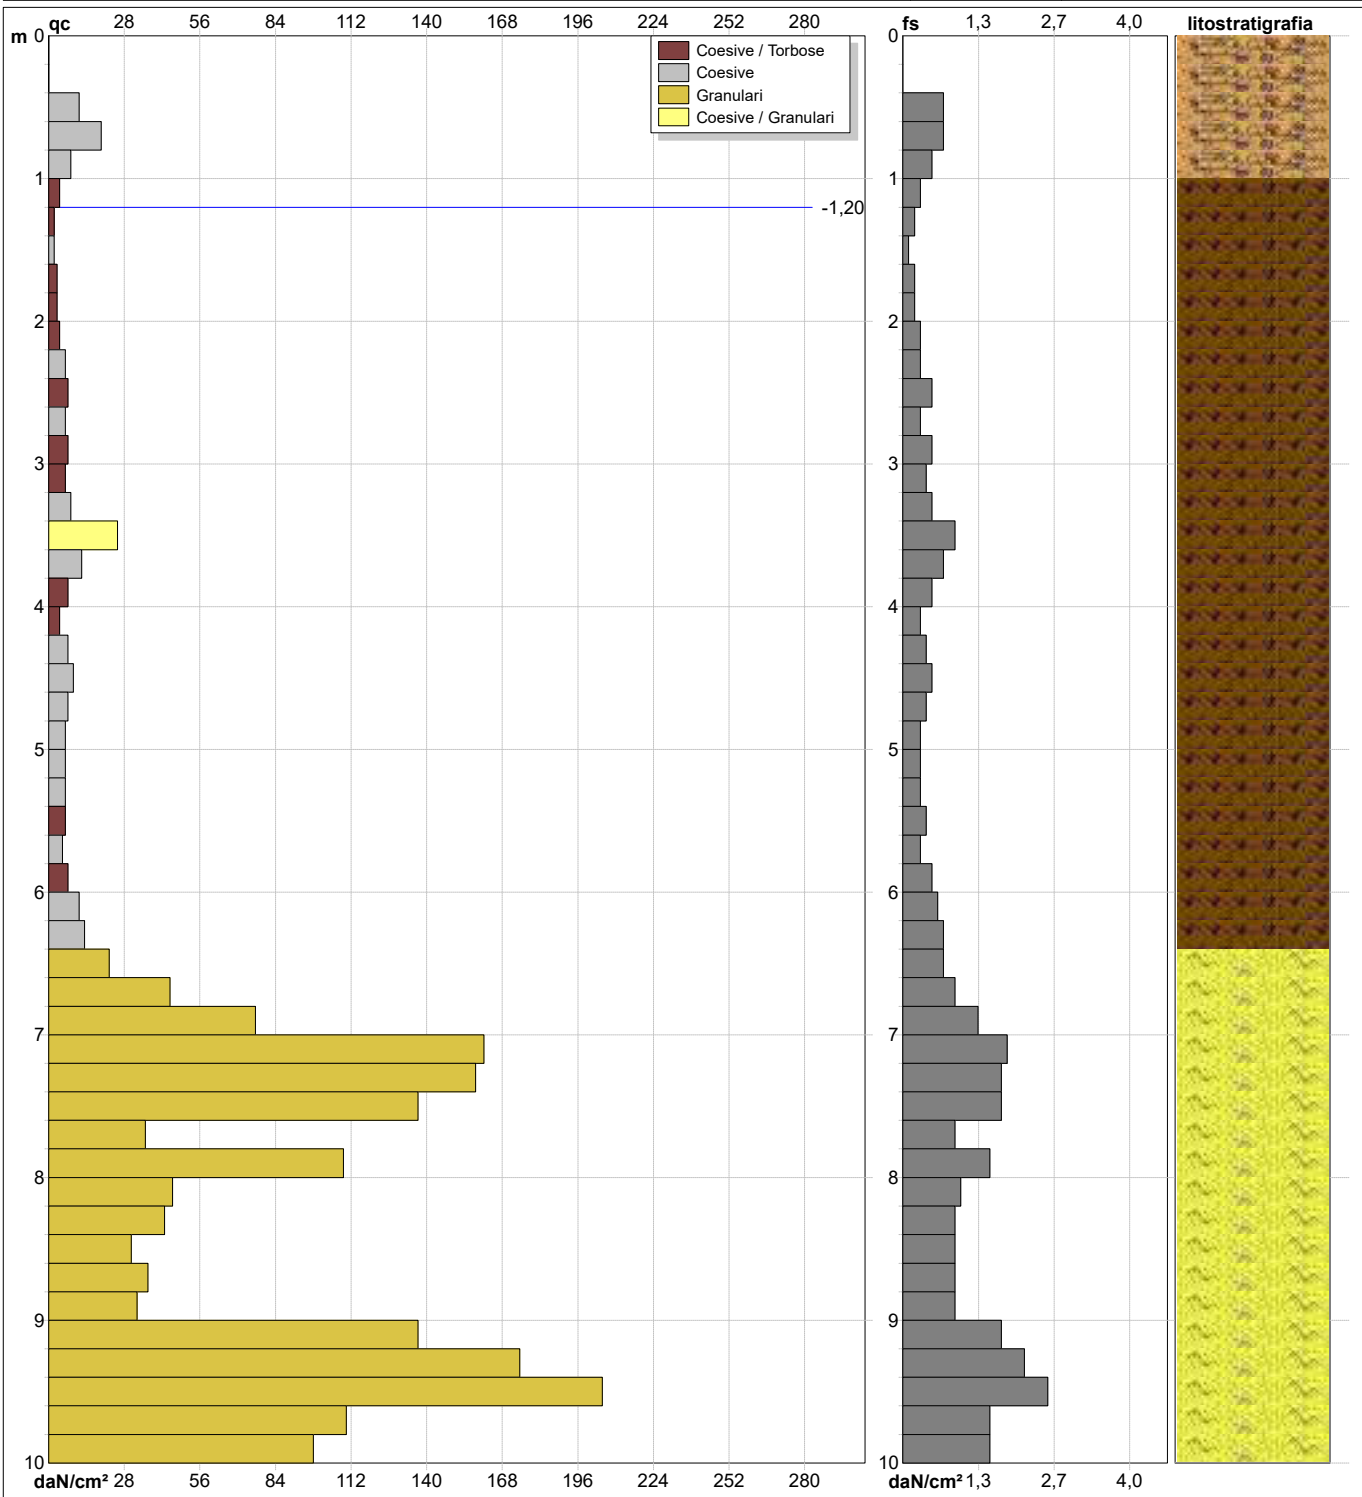 qc 28 56 84 112 140 168 196 224 252 280 fs 1,3 2,7 4,0 litostratigrafia
m 0 0
Coesive / Torbose
Coesive
Granulari
Coesive / Granulari
1 1
-1,20
2 2
3 3
4 4
5 5
6 6
7 7
8 8
9 9
10 10
daN/cm² 28 56 84 112 140 168 196 224 252 280 daN/cm² 1,3 2,7 4,0